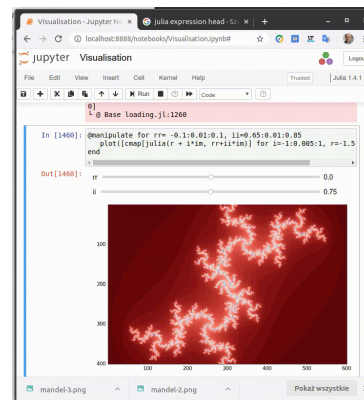 Visualisation - Jupyter No
julia expression head - Szu
localhost:8888/notebooks/Visualisation.ipynb#
jupyter Visualisation
Logou
File Edit View Insert Cell Kernel Help
Trusted
Julia 1.4.1
Run
Code
0]
└ @ Base loading.jl:1260
In [1460]:
@manipulate for rr= -0.1:0.01:0.1, ii=0.65:0.01:0.85
plot([cmap[julia(r + i*im, rr+ii*im)] for i=-1:0.005:1, r=-1.5
end
Out[1460]:
rr 0.0
ii 0.75
100
200
300
400
100 200 300 400 500 600
mandel-3.png
mandel-2.png
Pokaż wszystkie